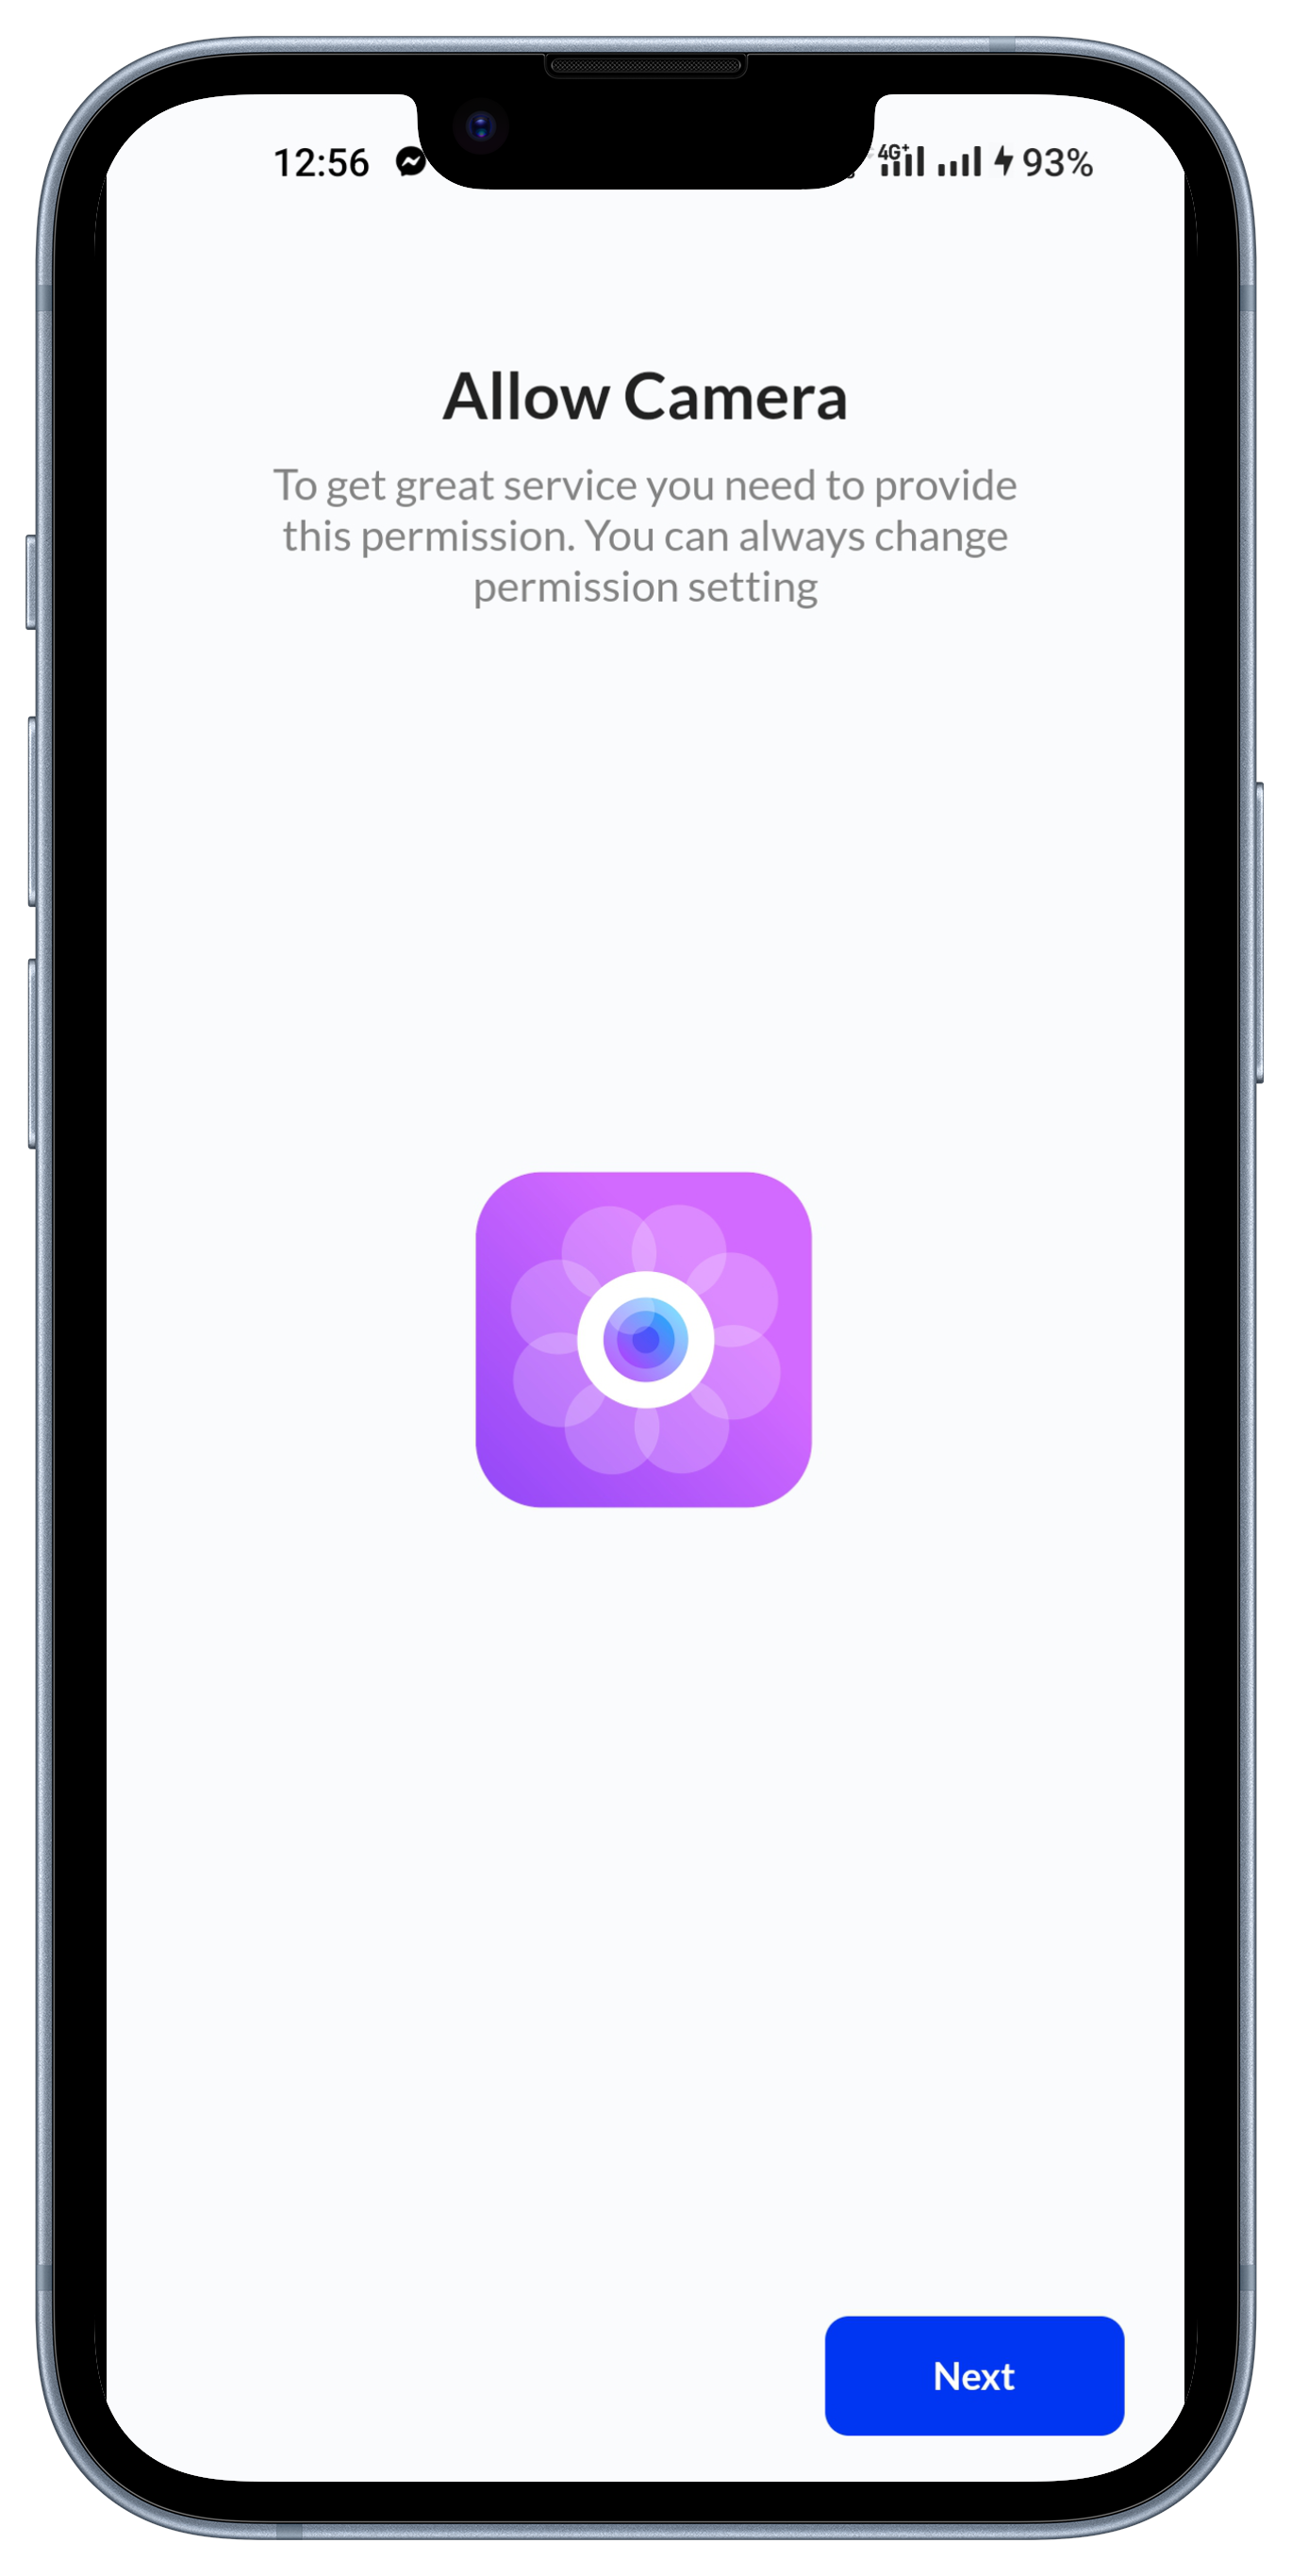 12:56 4G+ 93%
Allow Camera
To get great service you need to provide
this permission. You can always change
permission setting
Next